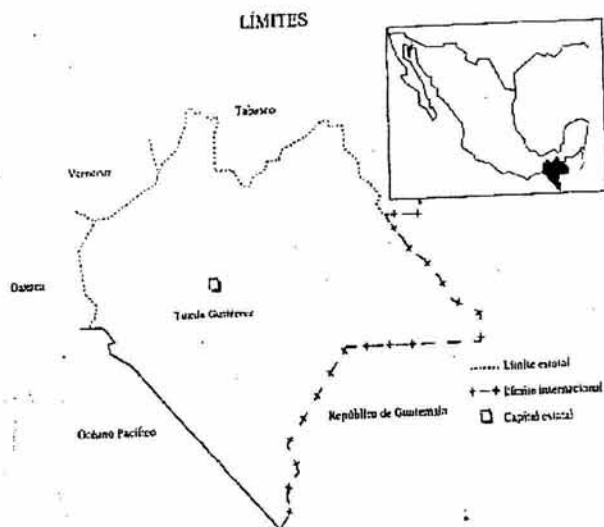 LÍMITES
Tabasco
Veracruz
Oaxaca
Tuxtla Gutiérrez
Océano Pacífico
República de Guatemala
Límite estatal
Límite internacional
Capital estatal